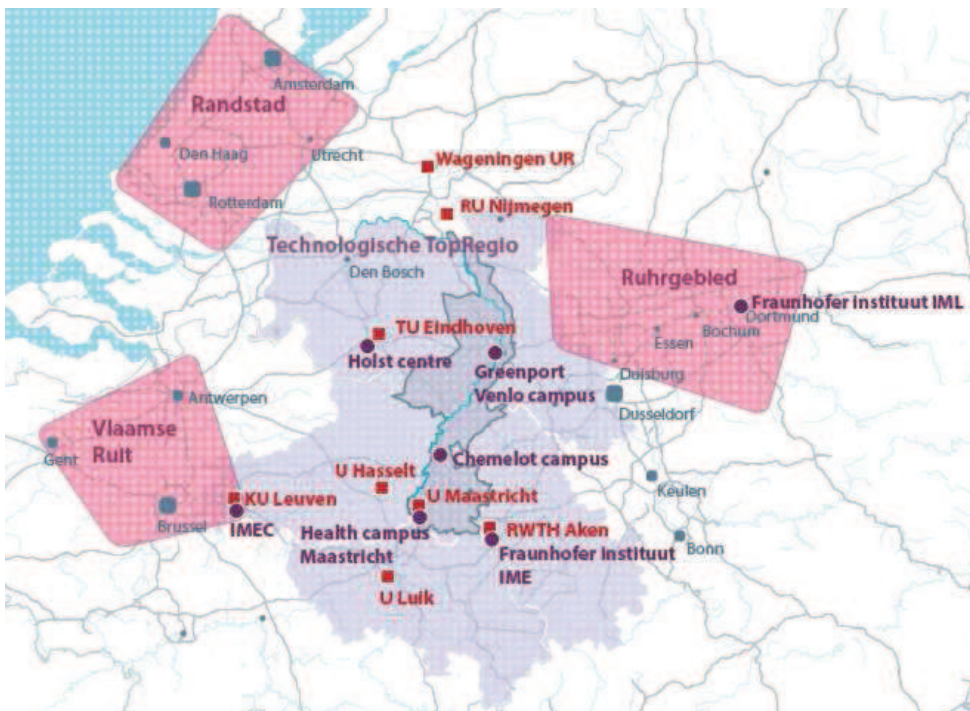 Amsterdam
Randstad
Den Haag
Utrecht
Rotterdam
Wageningen UR
RU Nijmegen
Technologische TopRegio
Den Bosch
Ruhrgebied
Fraunhofer instituut IML
Dortmund
Bochum
Essen
TU Eindhoven
Holst centre
Greenport
Venlo campus
Duisburg
Dusseldorf
Antwerpen
Vlaamse
Ruit
Gent
Chemelot campus
U Hasselt
Keulen
KU Leuven
U Maastricht
Brussel
IMEC
Health campus
Maastricht
RWTH Aken
Fraunhofer instituut
IME
Bonn
U Luik